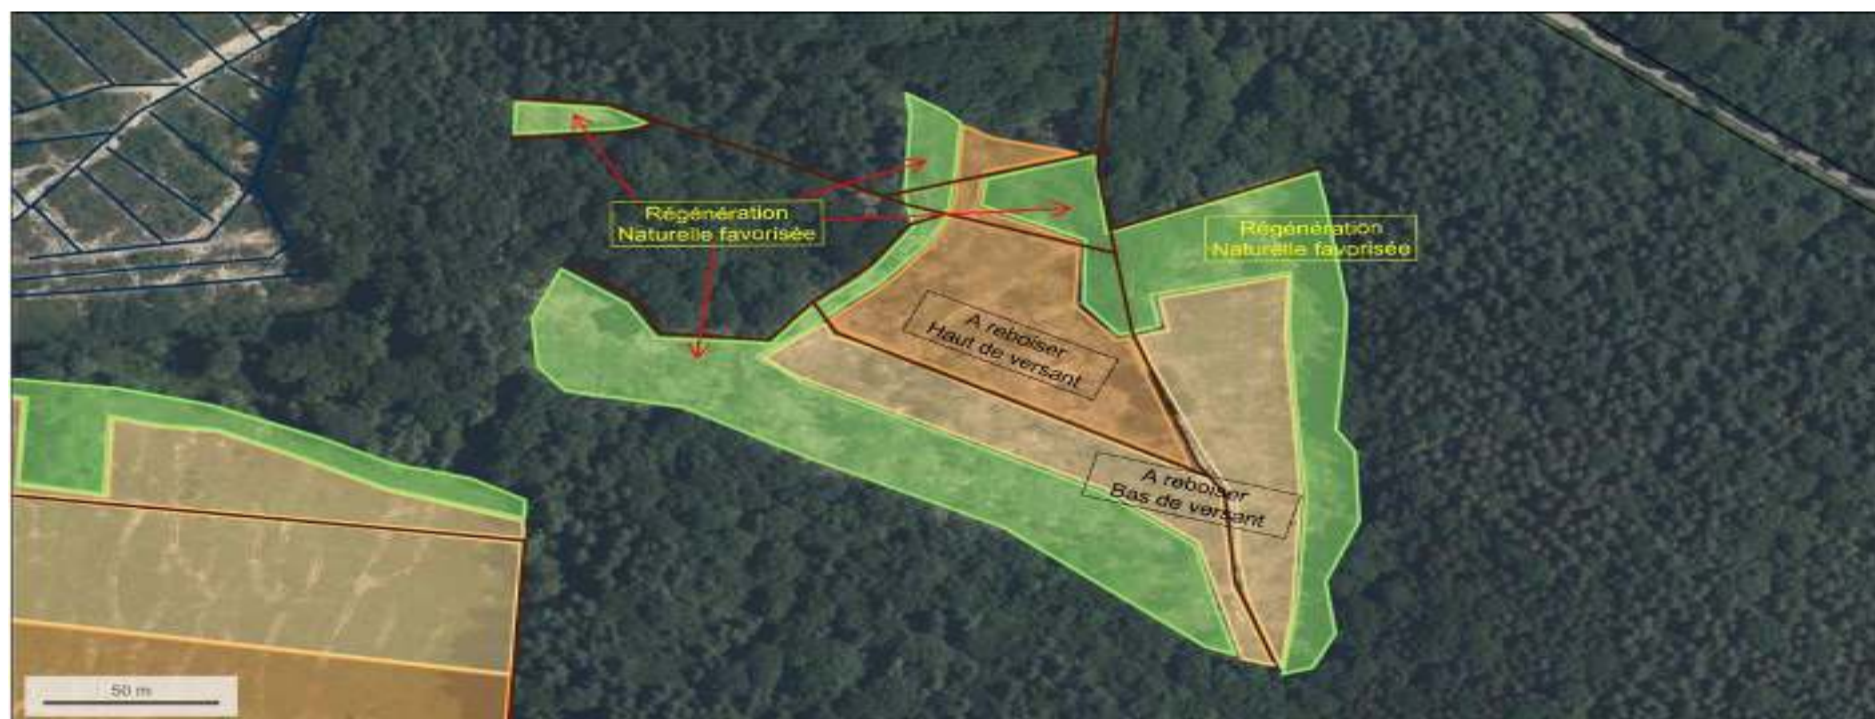 Régénération
Naturelle favorisée
Régénération
Naturelle favorisée
A reboiser
Haut de versant
A reboiser
Bas de versant
50 m